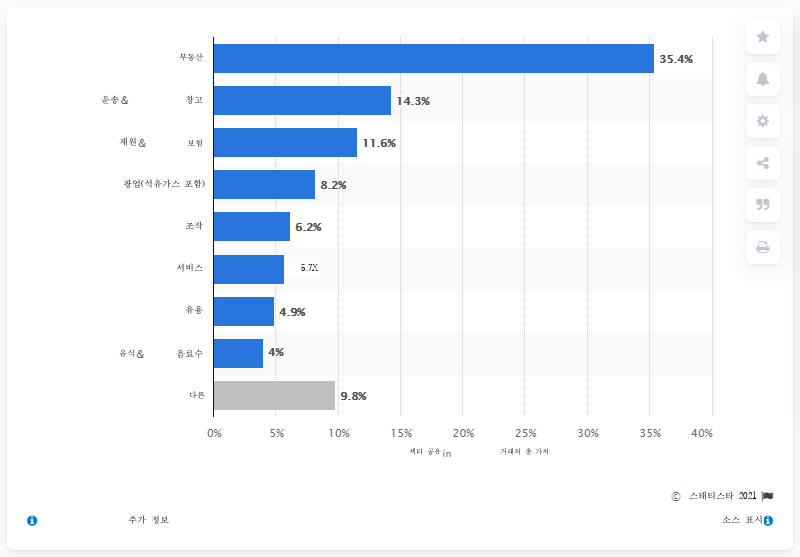 부동산 35.4%
운송 & 창고 14.3%
재원 & 보험 11.6%
광업(석유가스 포함) 8.2%
조작 6.2%
서비스 5.7X
유용 4.9%
음식 & 음료수 4%
다른 9.8%
0% 5% 10% 15% 20% 25% 30% 35% 40%
섹터 공유 in 거래의 총 가치
© 스태티스타 2021
추가 정보 소스 표시